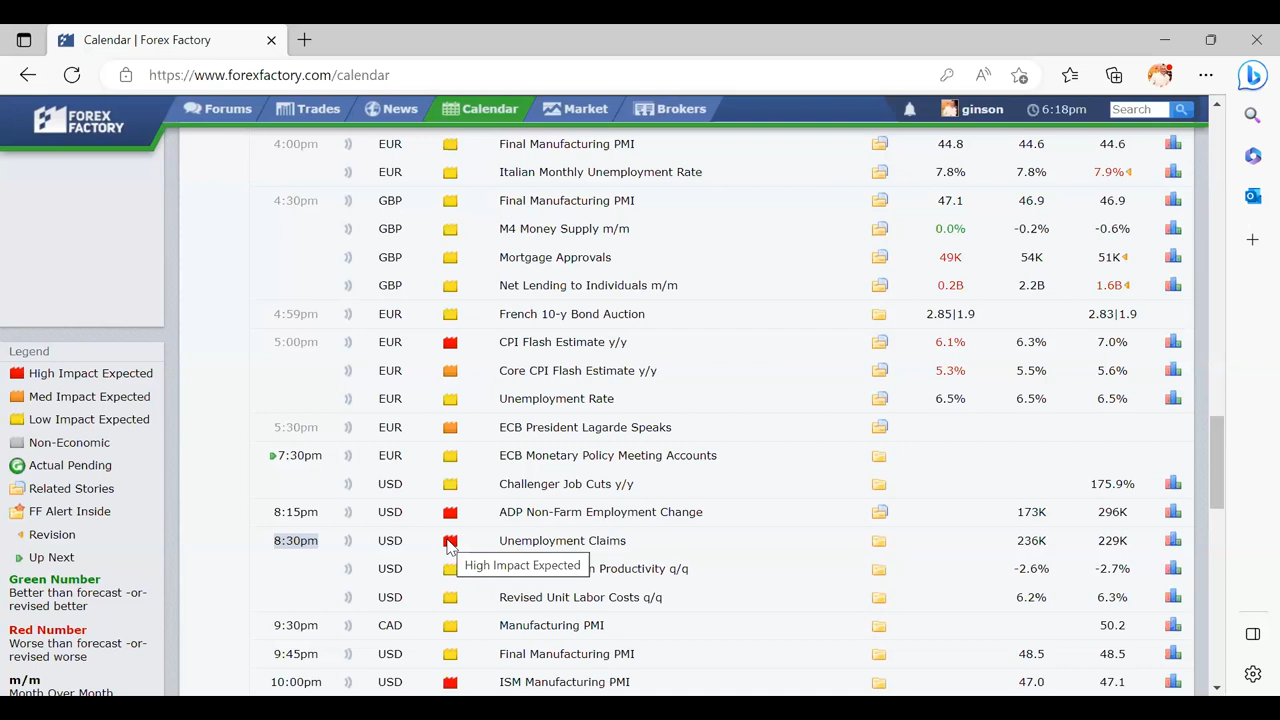 Calendar | Forex Factory
https://www.forexfactory.com/calendar
FOREX FACTORY
Forums Trades News Calendar Market Brokers ginson 6:18pm Search
4:00pm EUR Final Manufacturing PMI 44.8 44.6 44.6
EUR Italian Monthly Unemployment Rate 7.8% 7.8% 7.9%
4:30pm GBP Final Manufacturing PMI 47.1 46.9 46.9
GBP M4 Money Supply m/m 0.0% -0.2% -0.6%
GBP Mortgage Approvals 49K 54K 51K
GBP Net Lending to Individuals m/m 0.2B 2.2B 1.6B
4:59pm EUR French 10-y Bond Auction 2.85|1.9 2.83|1.9
5:00pm EUR CPI Flash Estimate y/y 6.1% 6.3% 7.0%
EUR Core CPI Flash Estimate y/y 5.3% 5.5% 5.6%
EUR Unemployment Rate 6.5% 6.5% 6.5%
5:30pm EUR ECB President Lagarde Speaks
7:30pm EUR ECB Monetary Policy Meeting Accounts
USD Challenger Job Cuts y/y 175.9%
8:15pm USD ADP Non-Farm Employment Change 173K 296K
8:30pm USD Unemployment Claims 236K 229K
High Impact Expected
USD Productivity q/q -2.6% -2.7%
USD Revised Unit Labor Costs q/q 6.2% 6.3%
9:30pm CAD Manufacturing PMI 50.2
9:45pm USD Final Manufacturing PMI 48.5 48.5
10:00pm USD ISM Manufacturing PMI 47.0 47.1
Legend
High Impact Expected
Med Impact Expected
Low Impact Expected
Non-Economic
Actual Pending
Related Stories
FF Alert Inside
Revision
Up Next
Green Number
Better than forecast -or-
revised better
Red Number
Worse than forecast -or-
revised worse
m/m
Month Over Month